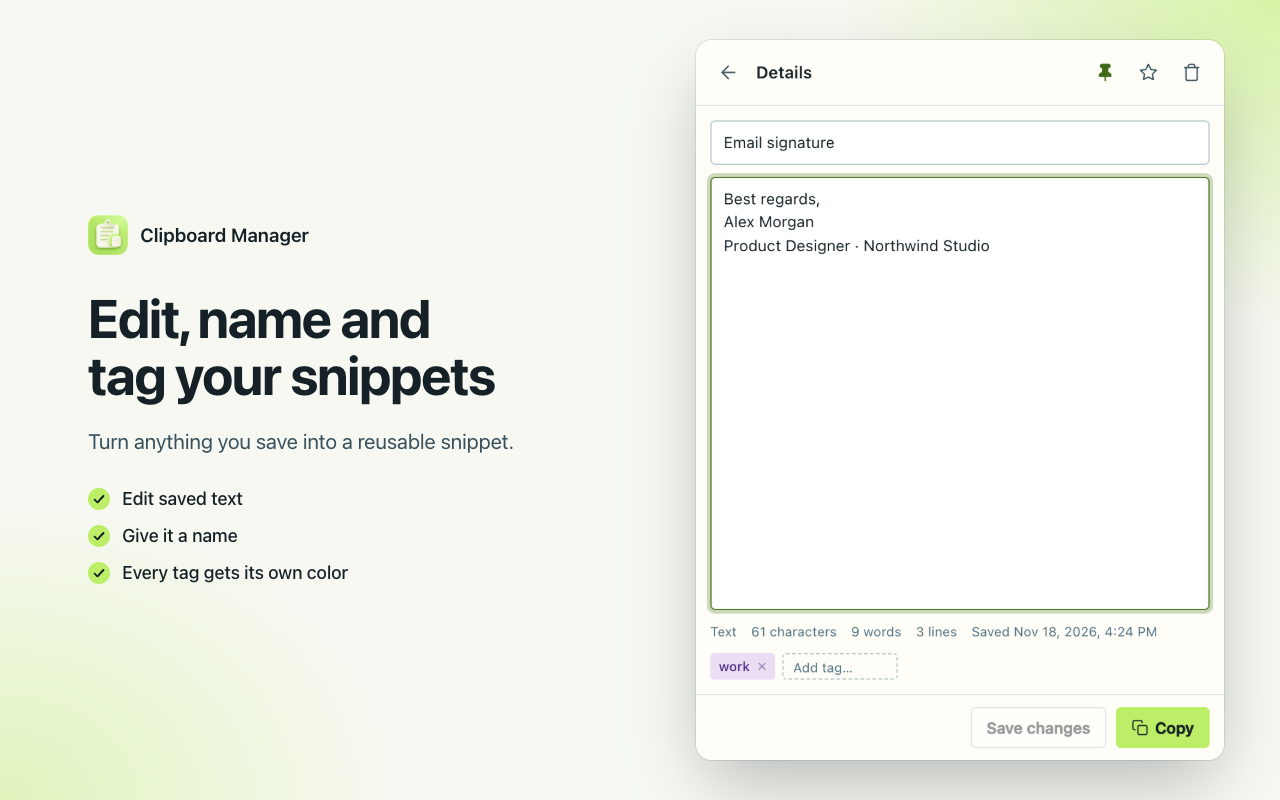 Clipboard Manager
Edit, name and
tag your snippets
Turn anything you save into a reusable snippet.
Edit saved text
Give it a name
Every tag gets its own color
Details
Email signature
Best regards,
Alex Morgan
Product Designer · Northwind Studio
Text 61 characters 9 words 3 lines Saved Nov 18, 2026, 4:24 PM
work × Add tag...
Save changes Copy